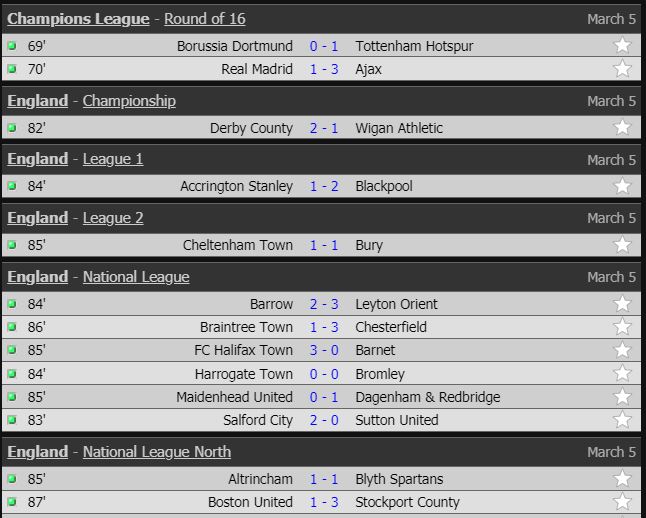 Champions League - Round of 16 March 5
69' Borussia Dortmund 0 - 1 Tottenham Hotspur
70' Real Madrid 1 - 3 Ajax
England - Championship March 5
82' Derby County 2 - 1 Wigan Athletic
England - League 1 March 5
84' Accrington Stanley 1 - 2 Blackpool
England - League 2 March 5
85' Cheltenham Town 1 - 1 Bury
England - National League March 5
84' Barrow 2 - 3 Leyton Orient
86' Braintree Town 1 - 3 Chesterfield
85' FC Halifax Town 3 - 0 Barnet
84' Harrogate Town 0 - 0 Bromley
85' Maidenhead United 0 - 1 Dagenham & Redbridge
83' Salford City 2 - 0 Sutton United
England - National League North March 5
85' Altrincham 1 - 1 Blyth Spartans
87' Boston United 1 - 3 Stockport County